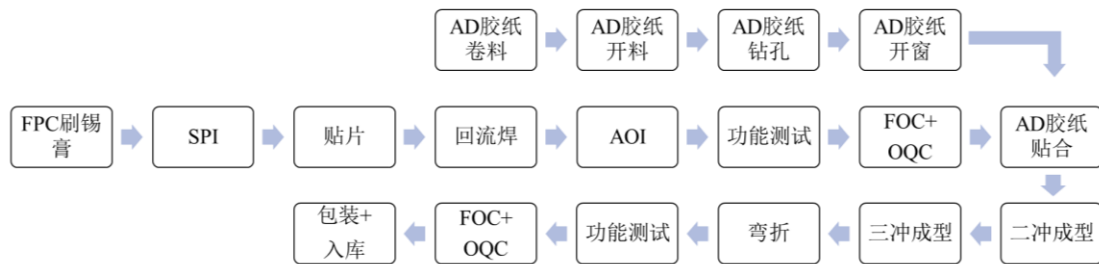 AD胶纸
卷料
AD胶纸
开料
AD胶纸
钻孔
AD胶纸
开窗
FPC刷锡
膏
SPI
贴片
回流焊
AOI
功能测试
FOC+
OQC
AD胶纸
贴合
包装+
入库
FOC+
OQC
功能测试
弯折
三冲成型
二冲成型